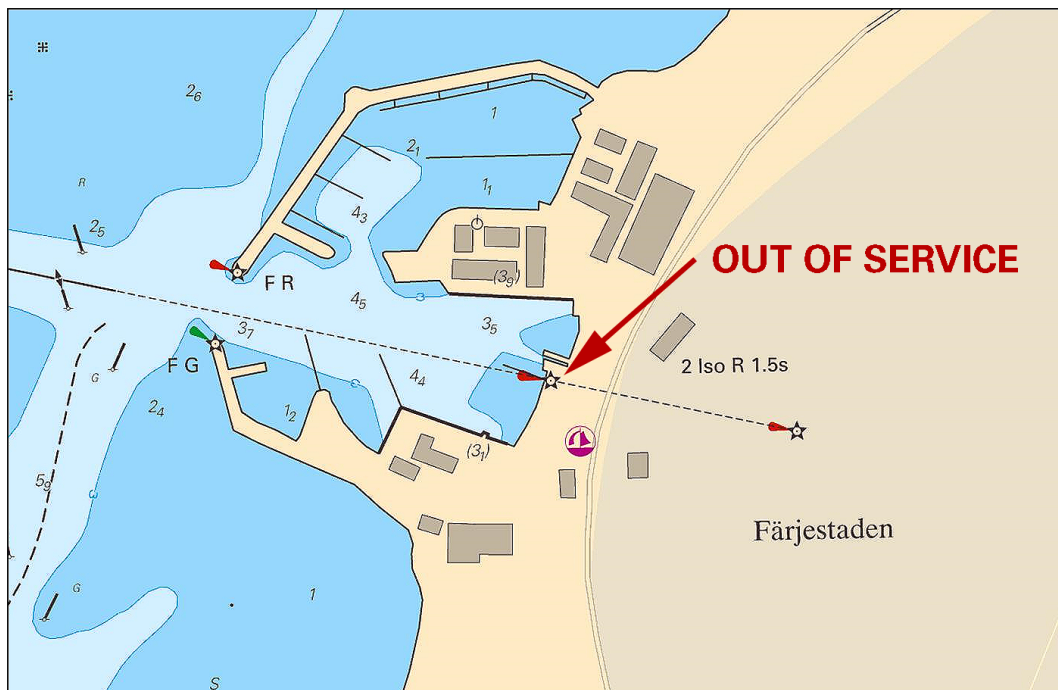 2₆
R
2₅
1
2₁
1₁
4₃
F R
(3₉)
OUT OF SERVICE
4₅
3₅
3₇
F G
2 Iso R 1.5s
4₄
G
2₄
1₂
(3₁)
5₉
Färjestaden
G
1
S